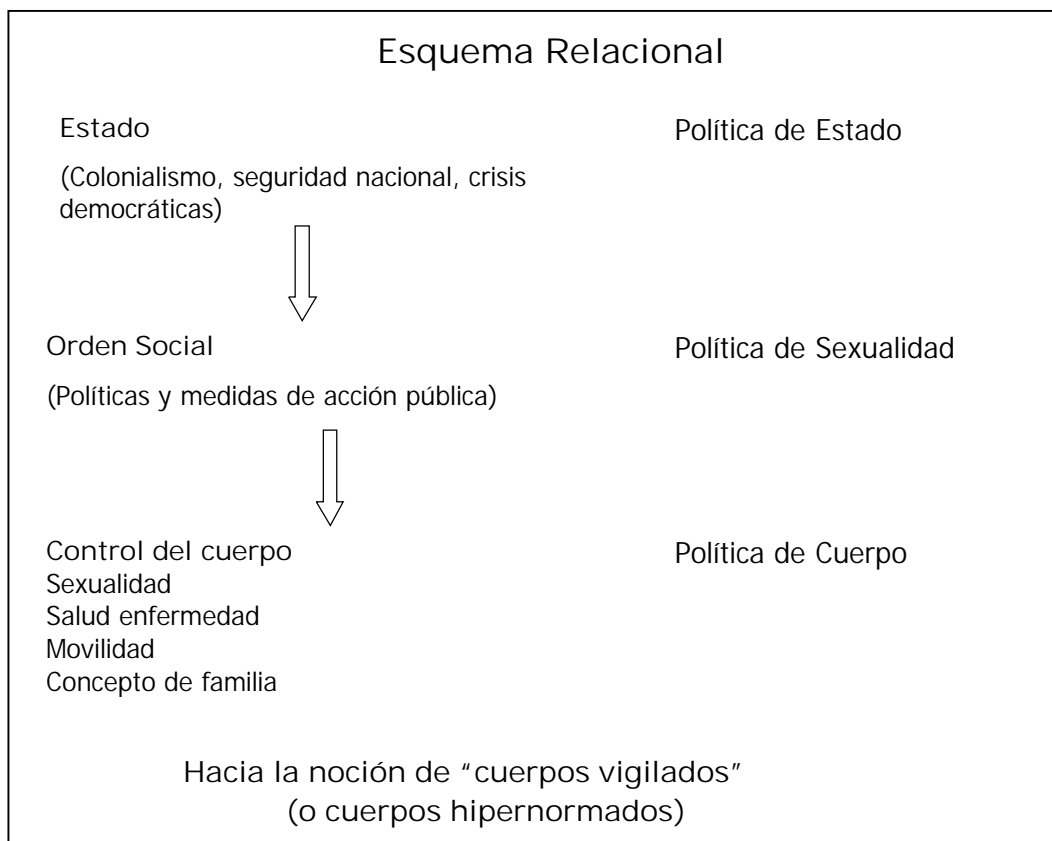 Esquema Relacional
Estado
Política de Estado
(Colonialismo, seguridad nacional, crisis
democráticas)
Orden Social
Política de Sexualidad
(Políticas y medidas de acción pública)
Control del cuerpo
Política de Cuerpo
Sexualidad
Salud enfermedad
Movilidad
Concepto de familia
Hacia la noción de “cuerpos vigilados”
(o cuerpos hipernormados)